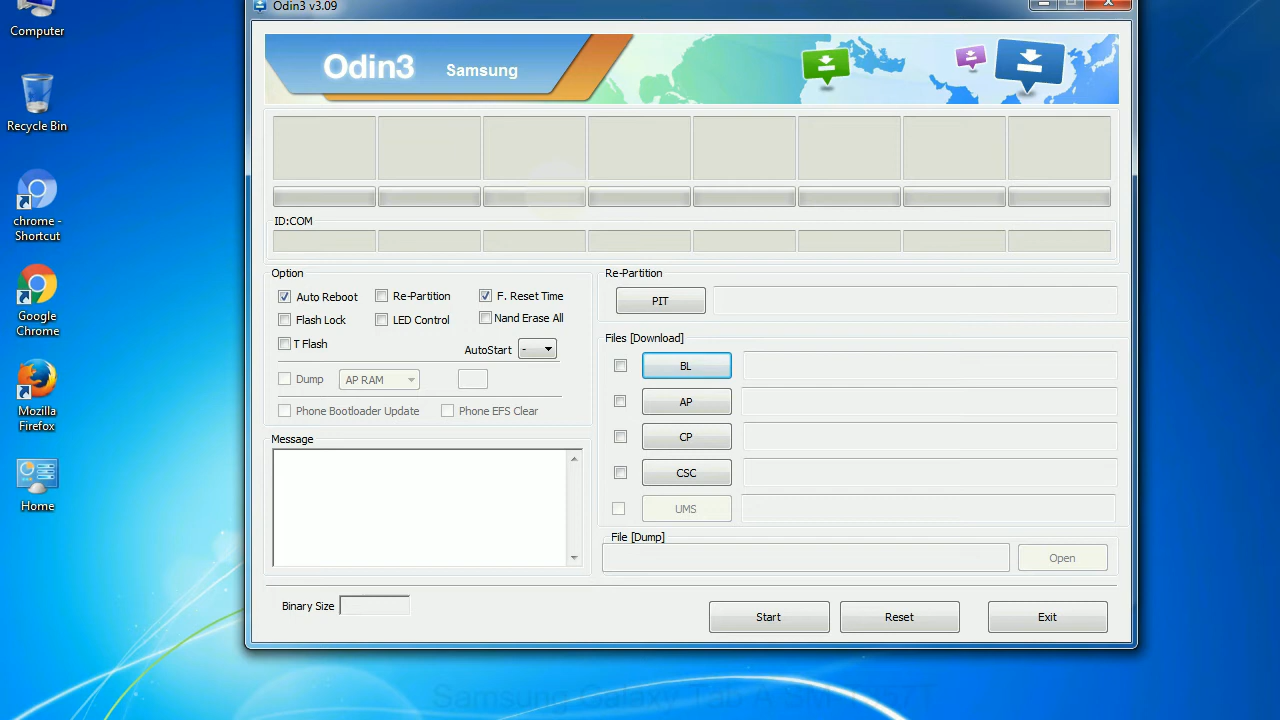 Computer
Recycle Bin
chrome -
Shortcut
Google
Chrome
Mozilla
Firefox
Home
Odin3 v3.09
Odin3 Samsung
ID:COM
Option
Auto Reboot
Re-Partition
F. Reset Time
Flash Lock
LED Control
Nand Erase All
T Flash
AutoStart -
Dump
AP RAM
Phone Bootloader Update
Phone EFS Clear
Message
Re-Partition
PIT
Files [Download]
BL
AP
CP
CSC
UMS
File [Dump]
Open
Binary Size
Start
Reset
Exit
Samsung Galaxy Tab A